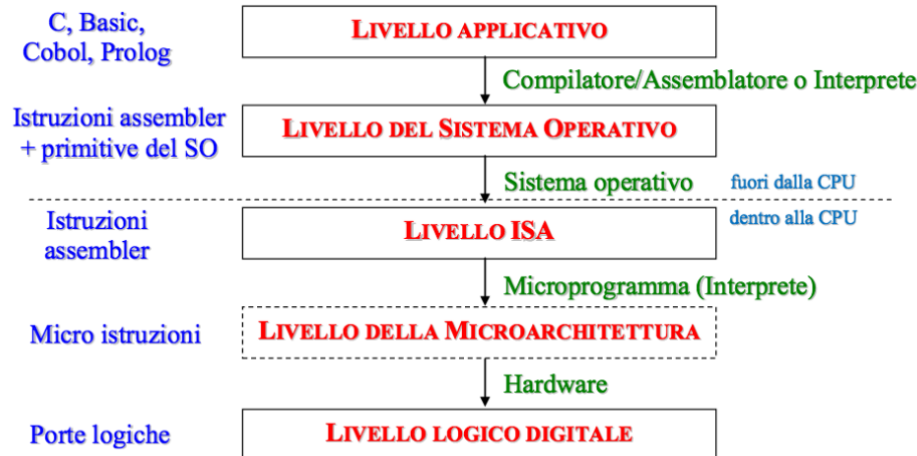 C, Basic,
Cobol, Prolog
LIVELLO APPLICATIVO
Compilatore/Assemblatore o Interprete
Istruzioni assembler
+ primitive del SO
LIVELLO DEL SISTEMA OPERATIVO
Sistema operativo
fuori dalla CPU
dentro alla CPU
Istruzioni
assembler
LIVELLO ISA
Microprogramma (Interprete)
Micro istruzioni
LIVELLO DELLA MICROARCHITETTURA
Hardware
Porte logiche
LIVELLO LOGICO DIGITALE